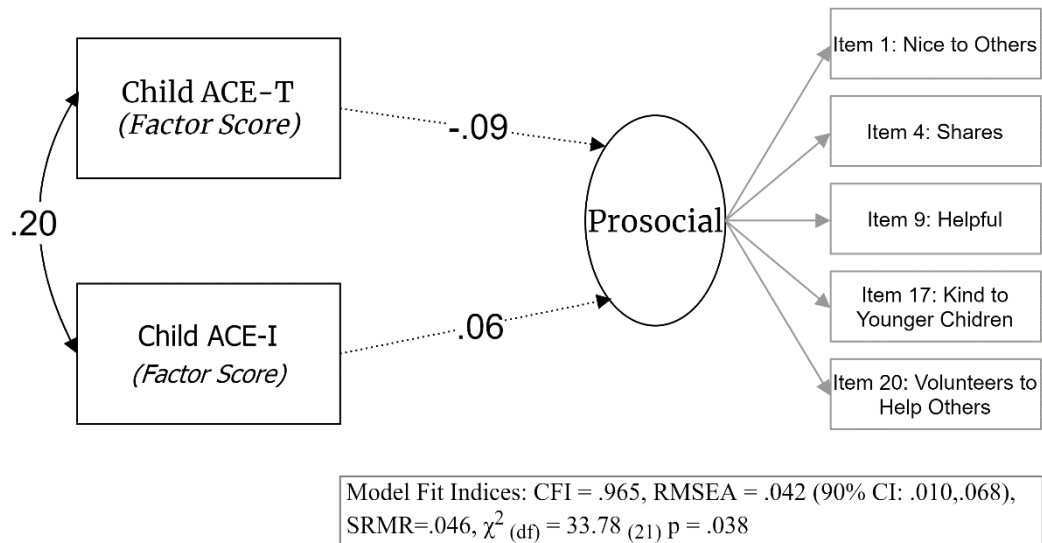 Child ACE-T
(Factor Score)
-.09
.20
Child ACE-I
(Factor Score)
.06
Prosocial
Item 1: Nice to Others
Item 4: Shares
Item 9: Helpful
Item 17: Kind to
Younger Chidren
Item 20: Volunteers to
Help Others
Model Fit Indices: CFI = .965, RMSEA = .042 (90% CI: .010,.068),
SRMR=.046, χ² (df) = 33.78 (21) p = .038